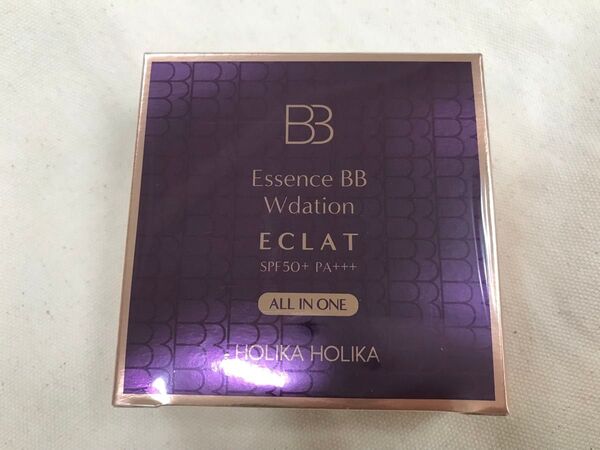 BB
Essence BB
Wdation
ECLAT
SPF50+ PA+++
ALL IN ONE
HOLIKA HOLIKA